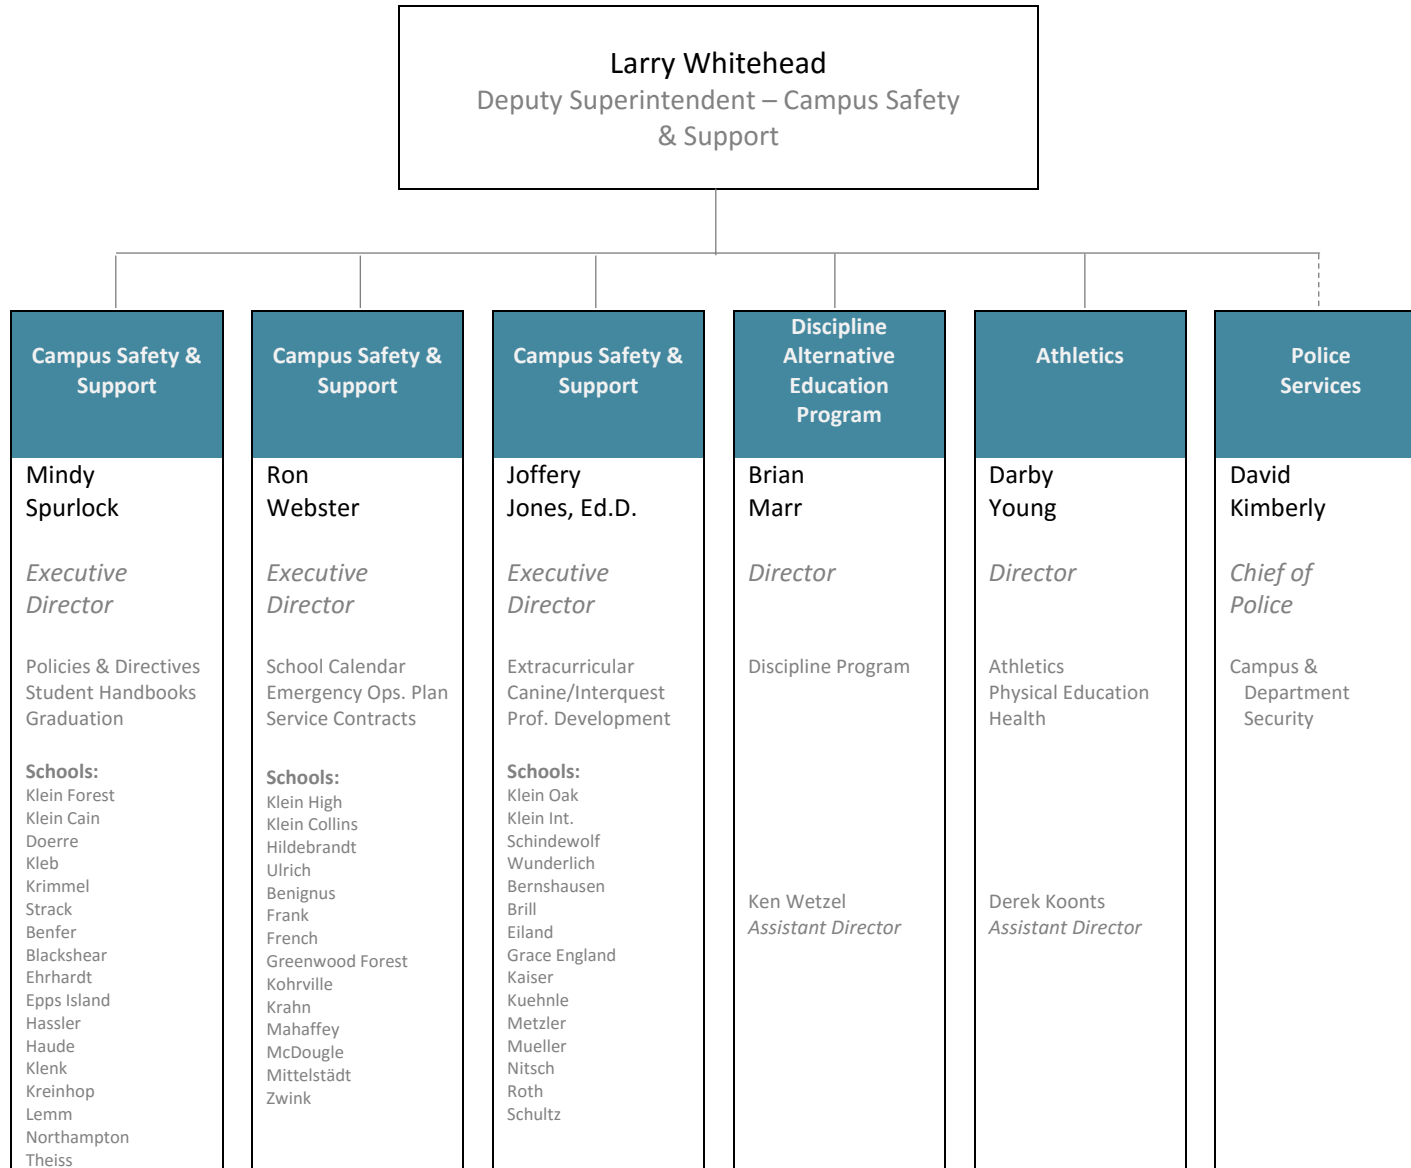 Larry Whitehead
Deputy Superintendent – Campus Safety
& Support
Campus Safety &
Support
Mindy
Spurlock
Executive
Director
Policies & Directives
Student Handbooks
Graduation
Schools:
Klein Forest
Klein Cain
Doerre
Kleb
Krimmel
Strack
Benfer
Blackshear
Ehrhardt
Epps Island
Hassler
Haude
Klenk
Kreinhop
Lemm
Northampton
Theiss
Campus Safety &
Support
Ron
Webster
Executive
Director
School Calendar
Emergency Ops. Plan
Service Contracts
Schools:
Klein High
Klein Collins
Hildebrandt
Ulrich
Benignus
Frank
French
Greenwood Forest
Kohrville
Krahn
Mahaffey
McDougle
Mittelstädt
Zwink
Campus Safety &
Support
Joffery
Jones, Ed.D.
Executive
Director
Extracurricular
Canine/Interquest
Prof. Development
Schools:
Klein Oak
Klein Int.
Schindewolf
Wunderlich
Bernshausen
Brill
Eiland
Grace England
Kaiser
Kuehnle
Metzler
Mueller
Nitsch
Roth
Schultz
Discipline
Alternative
Education
Program
Brian
Marr
Director
Discipline Program
Ken Wetzel
Assistant Director
Athletics
Darby
Young
Director
Athletics
Physical Education
Health
Derek Koonts
Assistant Director
Police
Services
David
Kimberly
Chief of
Police
Campus &
Department
Security